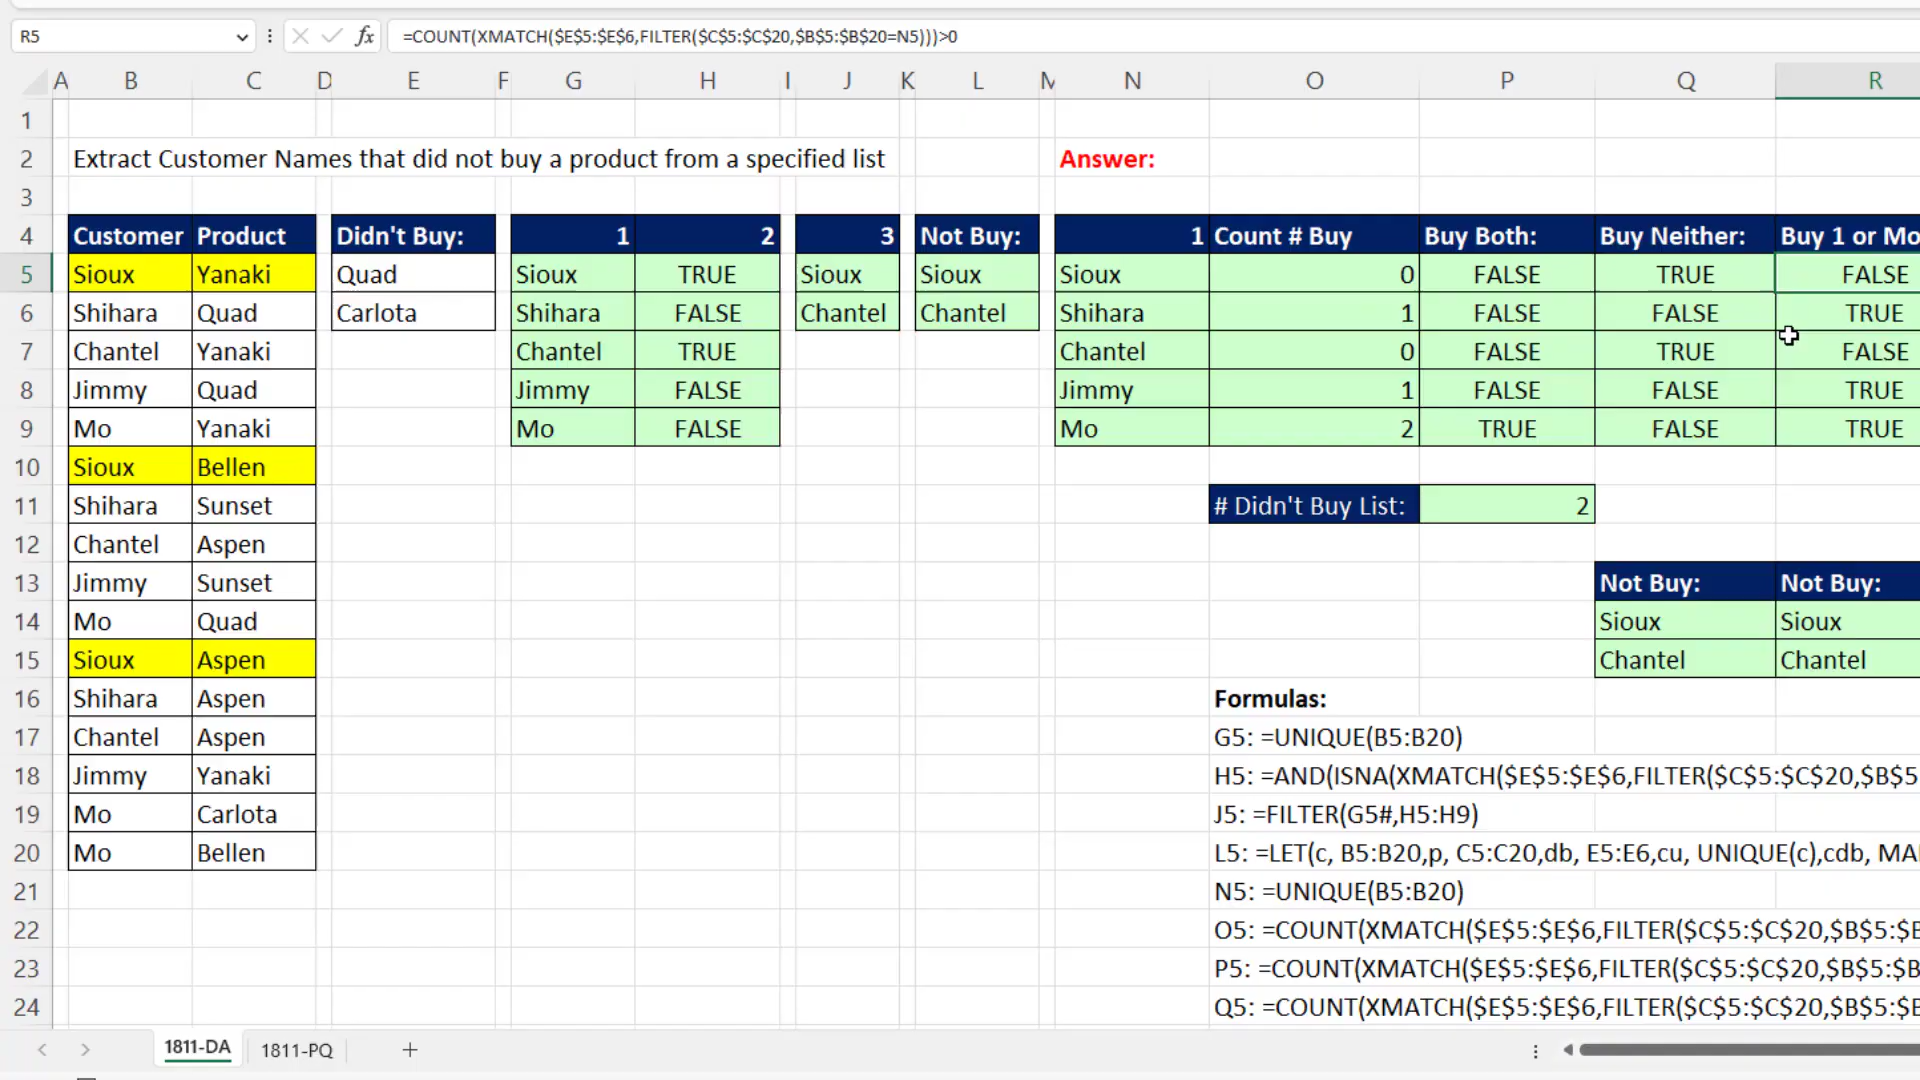 R5 fx =COUNT(XMATCH($E$5:$E$6,FILTER($C$5:$C$20,$B$5:$B$20=N5)))>0
A B C D E F G H I J K L M N O P Q R
1
2 Extract Customer Names that did not buy a product from a specified list Answer:
3
4 Customer Product Didn't Buy: 1 2 3 Not Buy: 1 Count # Buy Buy Both: Buy Neither: Buy 1 or Mo
5 Sioux Yanaki Quad Sioux TRUE Sioux Sioux Sioux 0 FALSE TRUE FALSE
6 Shihara Quad Carlota Shihara FALSE Chantel Chantel Shihara 1 FALSE FALSE TRUE
7 Chantel Yanaki Chantel TRUE Chantel 0 FALSE TRUE FALSE
8 Jimmy Quad Jimmy FALSE Jimmy 1 FALSE FALSE TRUE
9 Mo Yanaki Mo FALSE Mo 2 TRUE FALSE TRUE
10 Sioux Bellen
11 Shihara Sunset # Didn't Buy List: 2
12 Chantel Aspen
13 Jimmy Sunset Not Buy: Not Buy:
14 Mo Quad Sioux Sioux
15 Sioux Aspen Chantel Chantel
16 Shihara Aspen Formulas:
17 Chantel Aspen G5: =UNIQUE(B5:B20)
18 Jimmy Yanaki H5: =AND(ISNA(XMATCH($E$5:$E$6,FILTER($C$5:$C$20,$B$5
19 Mo Carlota J5: =FILTER(G5#,H5:H9)
20 Mo Bellen L5: =LET(c, B5:B20,p, C5:C20,db, E5:E6,cu, UNIQUE(c),cdb, MA
21 N5: =UNIQUE(B5:B20)
22 O5: =COUNT(XMATCH($E$5:$E$6,FILTER($C$5:$C$20,$B$5:$B
23 P5: =COUNT(XMATCH($E$5:$E$6,FILTER($C$5:$C$20,$B$5:$B
24 Q5: =COUNT(XMATCH($E$5:$E$6,FILTER($C$5:$C$20,$B$5:$B
1811-DA 1811-PQ